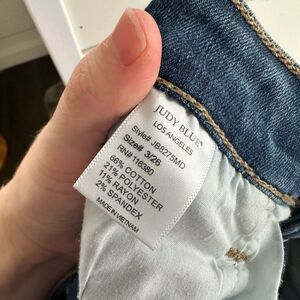 JUDY BLUE
LOS ANGELES
Style# JB8275MD
Size# 3/26
RN# 116380
96% COTTON
21% POLYESTER
11% RAYON
2% SPANDEX
MADE IN VIETNAM